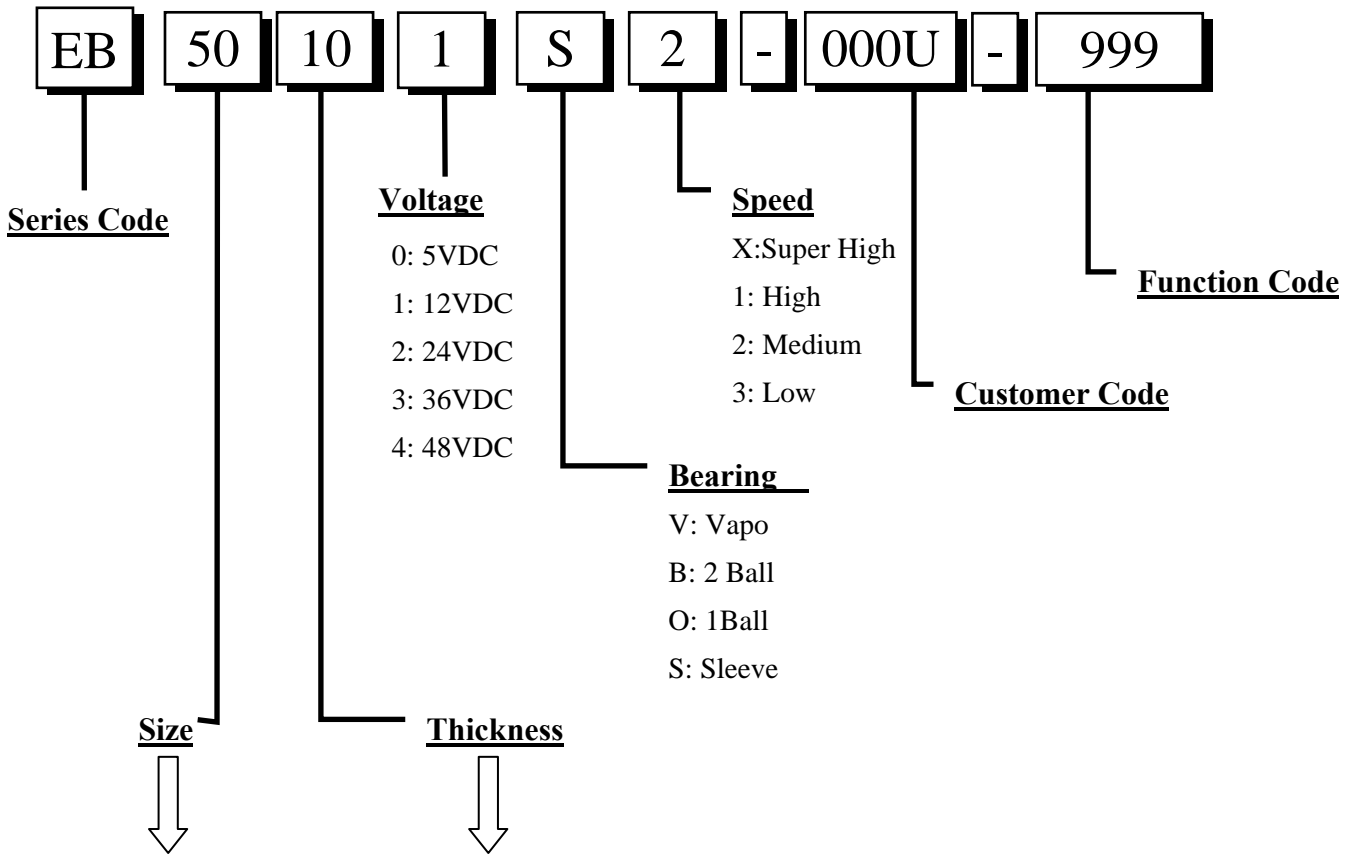 EB 50 10 1 S 2 - 000U - 999
Series Code
Voltage
0: 5VDC
1: 12VDC
2: 24VDC
3: 36VDC
4: 48VDC
Speed
X:Super High
1: High
2: Medium
3: Low
Function Code
Customer Code
Bearing
V: Vapo
B: 2 Ball
O: 1Ball
S: Sleeve
Size
Thickness